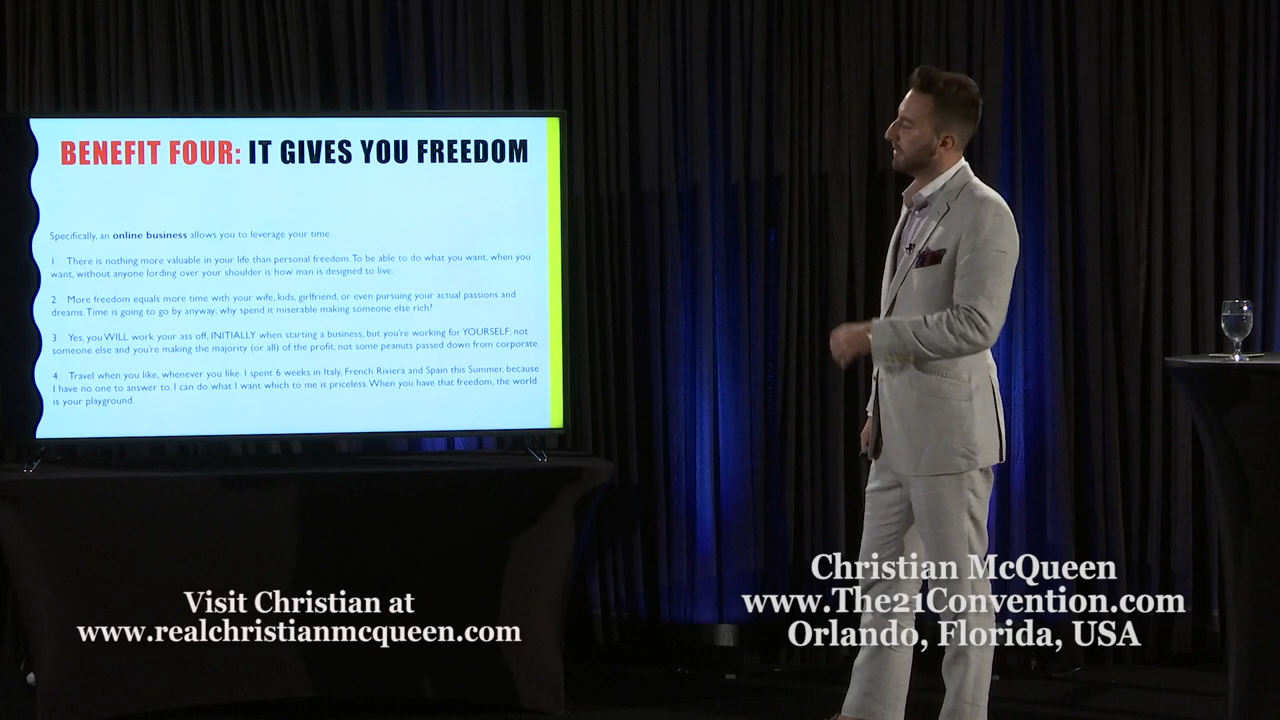 BENEFIT FOUR: IT GIVES YOU FREEDOM
Specifically, an online business allows you to leverage your time…
1. There is nothing more valuable in your life than personal freedom. To be able to do what you want, when you
want, without anyone lording over your shoulder is how man is designed to live.
2. More freedom equals more time with your wife, kids, girlfriend, or even pursuing your actual passions and
dreams. Time is going to go by anyway, why spend it miserable making someone else rich?
3. Yes, you WILL work your ass off, INITIALLY when starting a business, but you're working for YOURSELF, not
someone else and you're making the majority (or all) of the profit, not some peanuts passed down from corporate.
4. Travel when you like, whenever you like. I spent 6 weeks in Italy, French Riviera and Spain this Summer, because
I have no one to answer to. I can do what I want which to me is priceless. When you have that freedom, the world
is your playground.
Visit Christian at
www.realchristianmcqueen.com
Christian McQueen
www.The21Convention.com
Orlando, Florida, USA